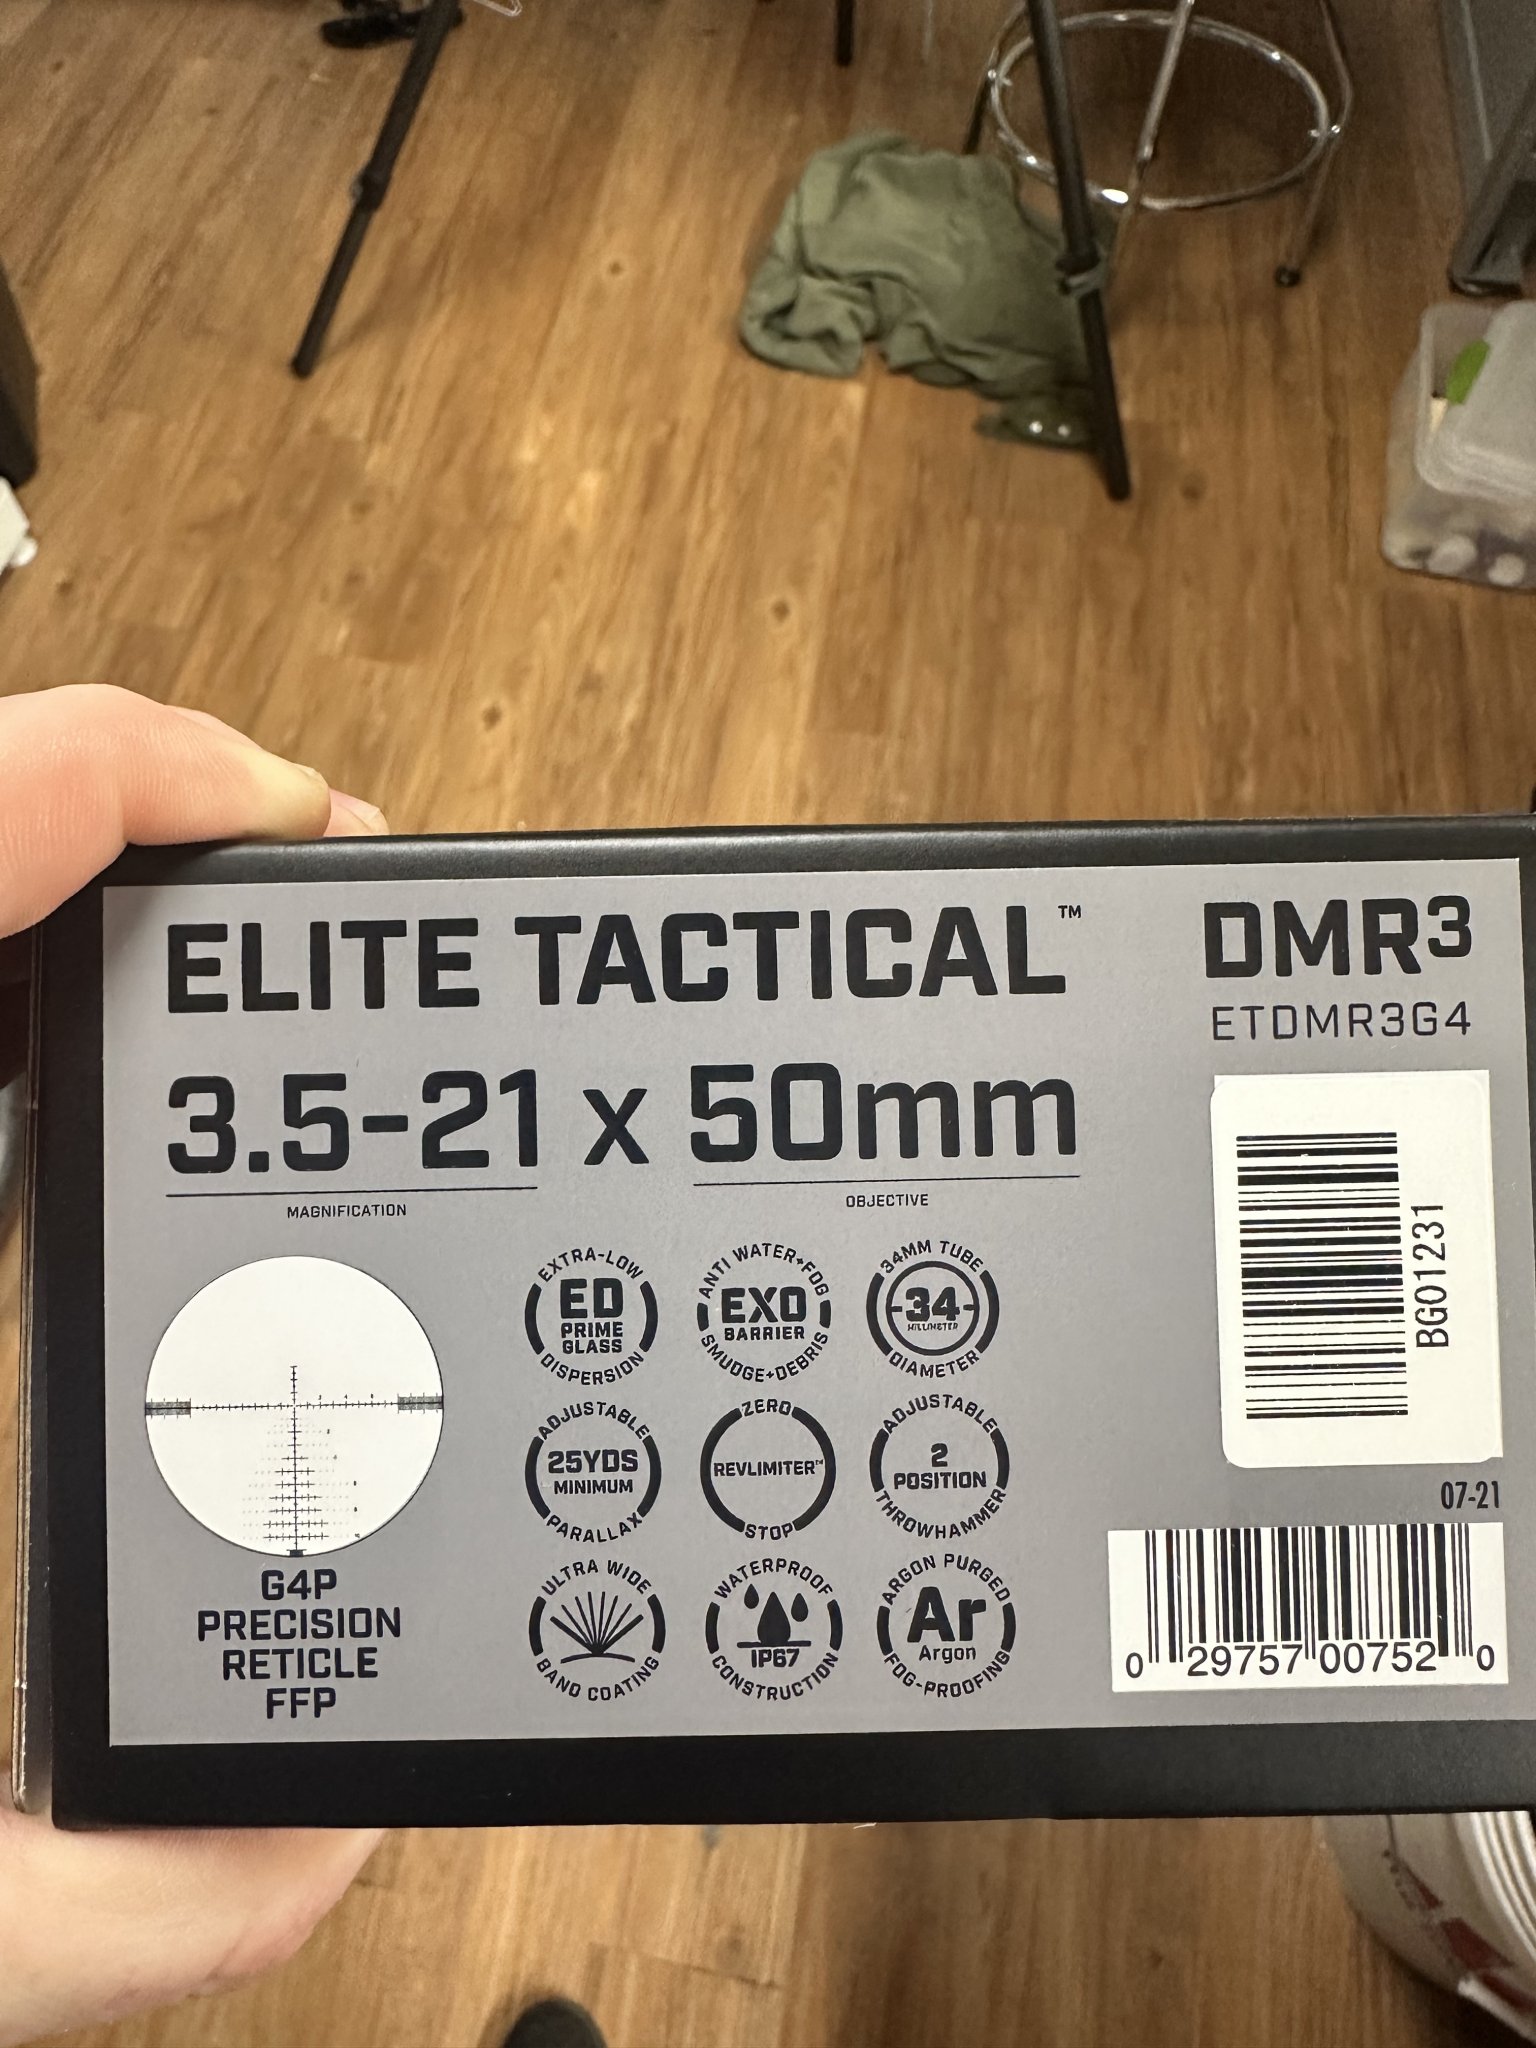 ELITE TACTICAL™
DMR3
ETDMR3G4
3.5-21 x 50mm
MAGNIFICATION
OBJECTIVE
EXTRA-LOW
ED
PRIME
GLASS
DISPERSION
ANTI WATER+FOG
EXO
BARRIER
SMUDGE+DEBRIS
34MM TUBE
-34-
MILLIMETER
DIAMETER
ADJUSTABLE
25YDS
MINIMUM
PARALLAX
ZERO
REVLIMITER™
STOP
ADJUSTABLE
2
POSITION
THROWHAMMER
ULTRA WIDE
BAND COATING
WATERPROOF
IP67
CONSTRUCTION
ARGON PURGED
Ar
Argon
FOG-PROOFING
G4P
PRECISION
RETICLE
FFP
BGO1231
07-21
0 29757 00752 0